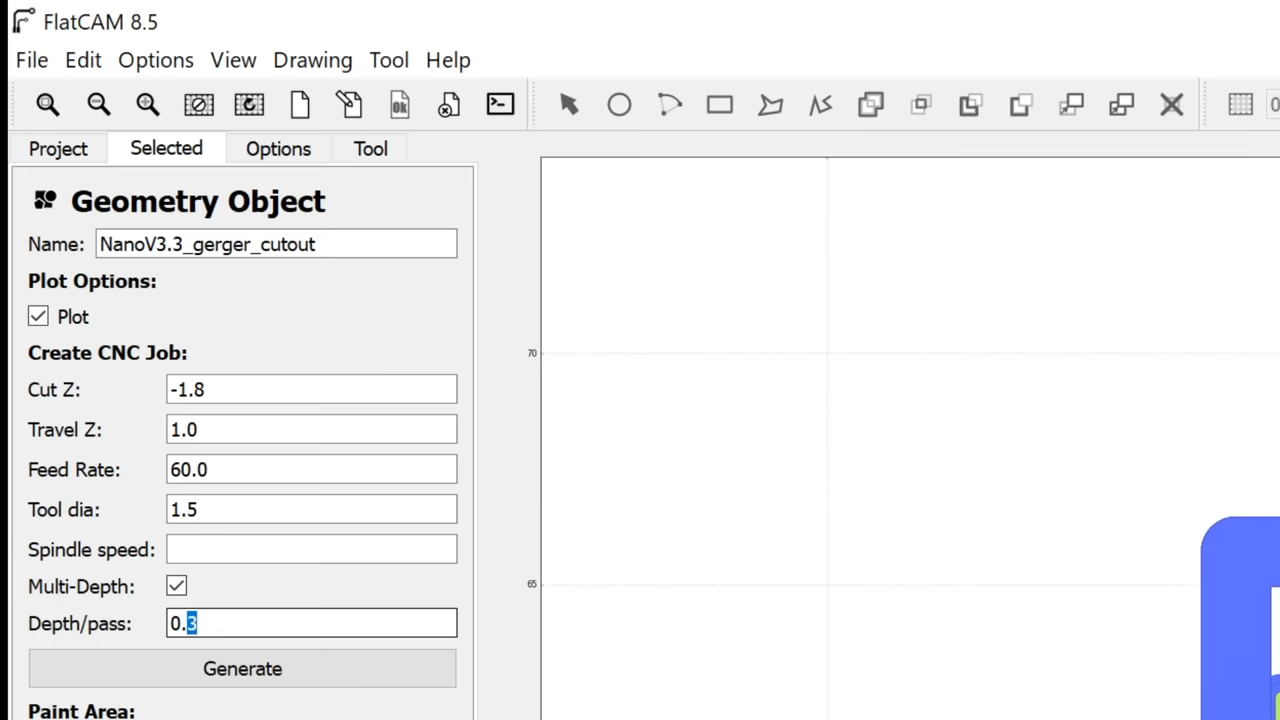 FlatCAM 8.5
File Edit Options View Drawing Tool Help
Ok
Project Selected Options Tool
Geometry Object
Name: NanoV3.3_gerger_cutout
Plot Options:
Plot
Create CNC Job:
Cut Z: -1.8
Travel Z: 1.0
Feed Rate: 60.0
Tool dia: 1.5
Spindle speed:
Multi-Depth:
Depth/pass: 0.3
Generate
Paint Area:
70
65